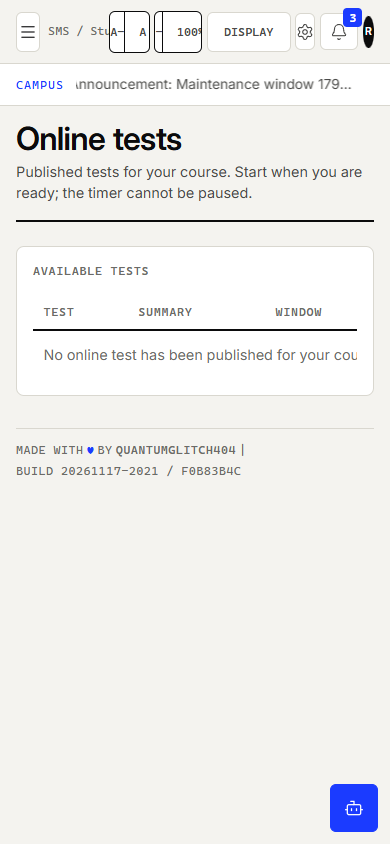 SMS / Stu
A−
A
−
100%
DISPLAY
3
R
CAMPUS
nnouncement: Maintenance window 179...
Online tests
Published tests for your course. Start when you are
ready; the timer cannot be paused.
AVAILABLE TESTS
TEST
SUMMARY
WINDOW
No online test has been published for your cou
MADE WITH ♥ BY QUANTUMGLITCH404 |
BUILD 20261117-2021 / F0B83B4C